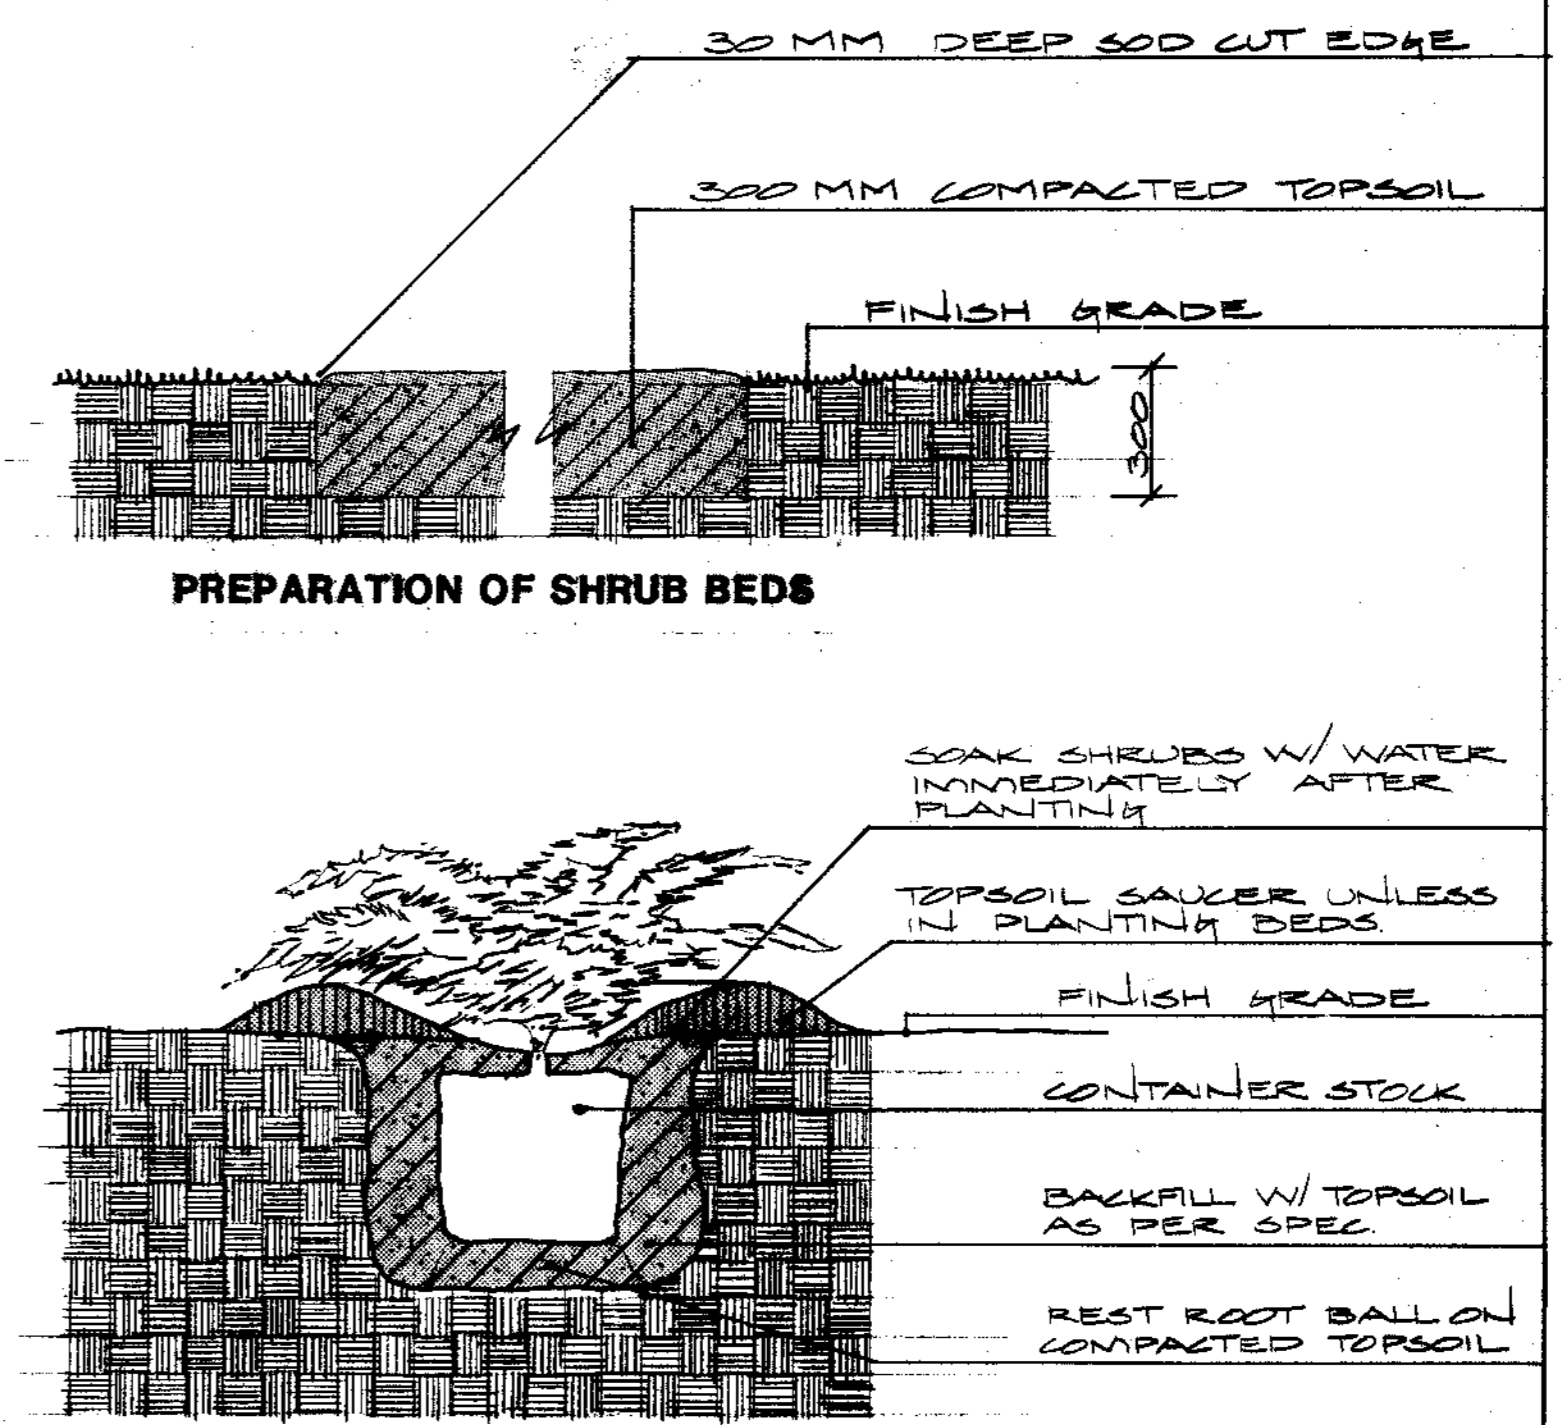 30 MM DEEP SOD CUT EDGE
300 MM COMPACTED TOPSOIL
FINISH GRADE
300
PREPARATION OF SHRUB BEDS
SOAK SHRUBS W/ WATER
IMMEDIATELY AFTER
PLANTING
TOPSOIL SAUCER UNLESS
IN PLANTING BEDS.
FINISH GRADE
CONTAINER STOCK
BACKFILL W/ TOPSOIL
AS PER SPEC.
REST ROOT BALL ON
COMPACTED TOPSOIL